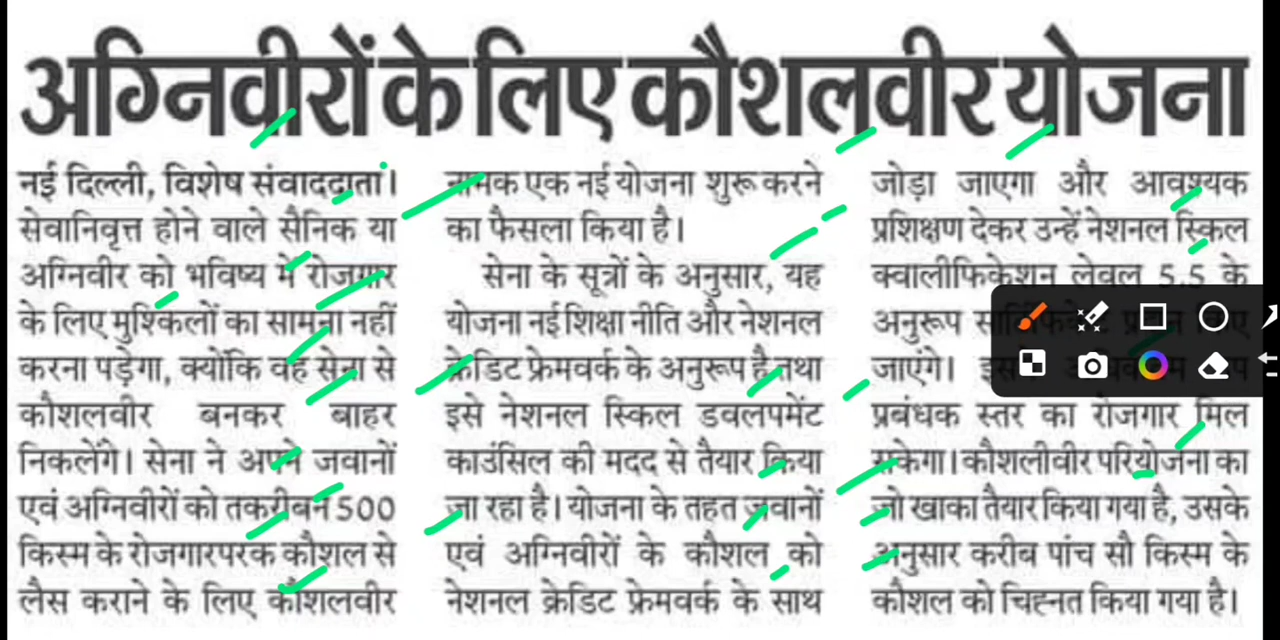 अग्निवीरों के लिए कौशलवीर योजना
नई दिल्ली, विशेष संवाददाता।
सेवानिवृत्त होने वाले सैनिक या
अग्निवीर को भविष्य में रोजगार
के लिए मुश्किलों का सामना नहीं
करना पड़ेगा, क्योंकि वह सेना से
कौशलवीर बनकर बाहर
निकलेंगे। सेना ने अपने जवानों
एवं अग्निवीरों को तकरीबन 500
किस्म के रोजगारपरक कौशल से
लैस कराने के लिए कौशलवीर
नामक एक नई योजना शुरू करने
का फैसला किया है।
सेना के सूत्रों के अनुसार, यह
योजना नई शिक्षा नीति और नेशनल
क्रेडिट फ्रेमवर्क के अनुरूप है तथा
इसे नेशनल स्किल डवलपमेंट
काउंसिल की मदद से तैयार किया
जा रहा है। योजना के तहत जवानों
एवं अग्निवीरों के कौशल को
नेशनल क्रेडिट फ्रेमवर्क के साथ
जोड़ा जाएगा और आवश्यक
प्रशिक्षण देकर उन्हें नेशनल स्किल
क्वालीफिकेशन लेवल 5.5 के
अनुरूप
जाएंगे।
प्रबंधक स्तर का रोजगार मिल
सकेगा। कौशलीवीर परियोजना का
जो खाका तैयार किया गया है, उसके
अनुसार करीब पांच सौ किस्म के
कौशल को चिह्नत किया गया है।